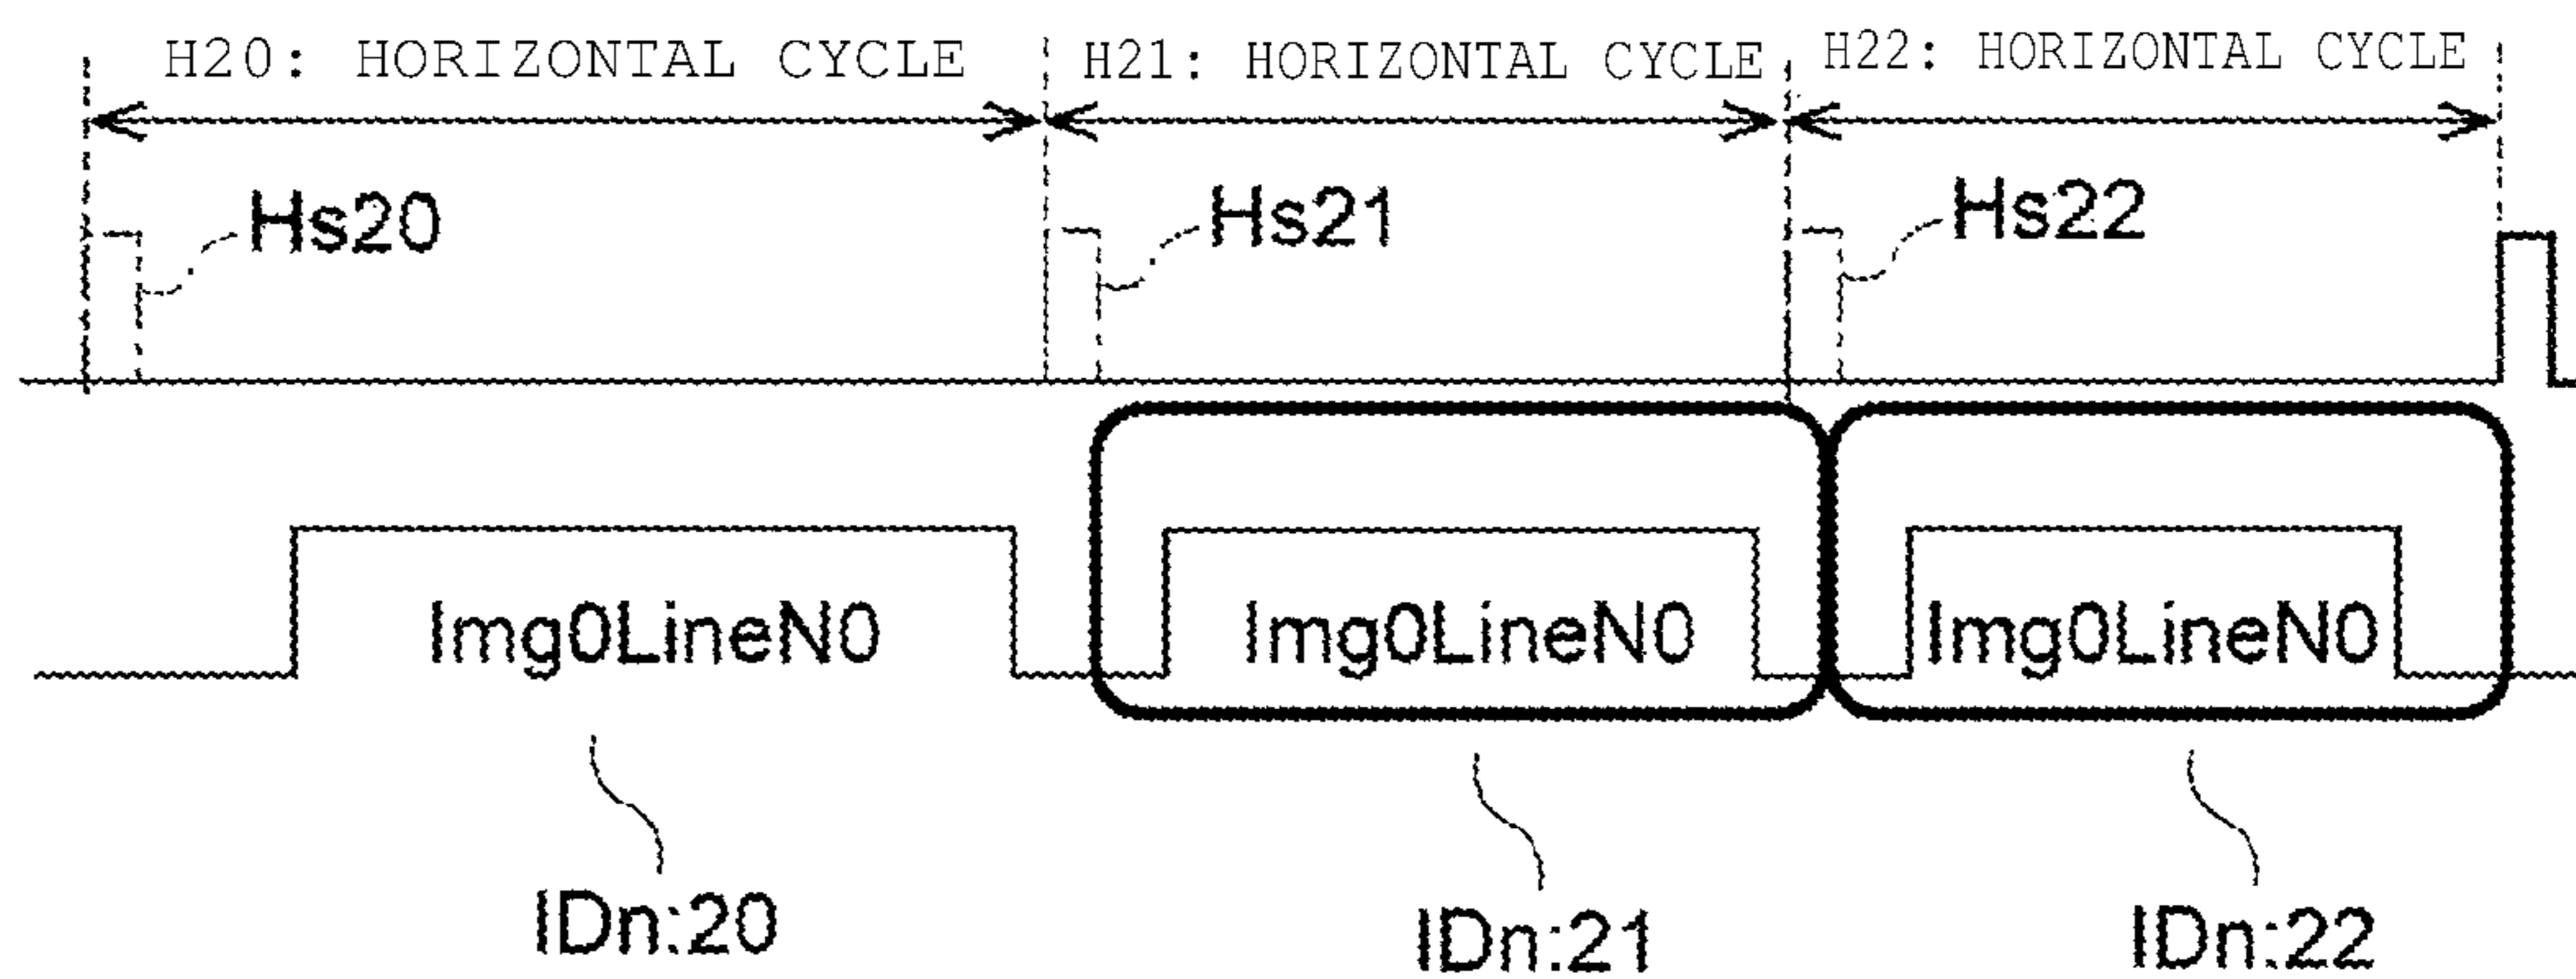 H20: HORIZONTAL CYCLE H21: HORIZONTAL CYCLE H22: HORIZONTAL CYCLE
Hs20 Hs21 Hs22
Img0LineN0 Img0LineN0 Img0LineN0
IDn:20 IDn:21 IDn:22